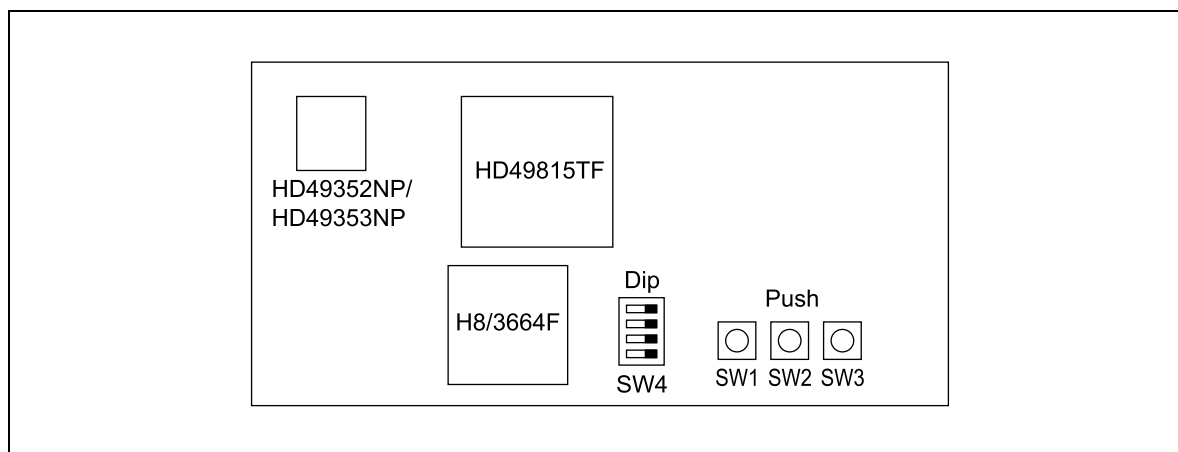 HD49352NP/
HD49353NP
HD49815TF
H8/3664F
Dip
SW4
Push
SW1 SW2 SW3